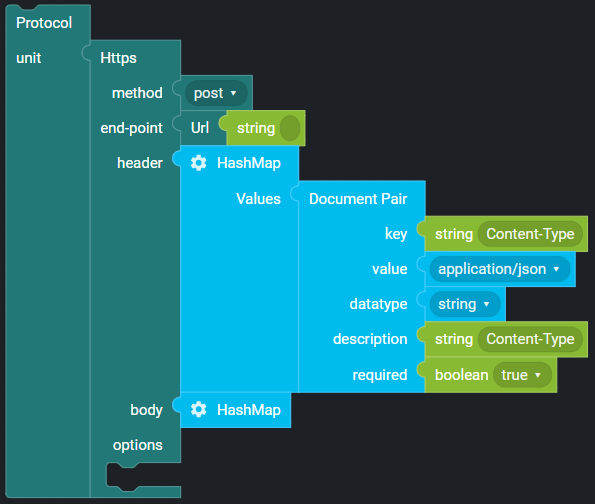 Protocol
unit Https
method post
end-point Url string
header HashMap
Values Document Pair
key string Content-Type
value application/json
datatype string
description string Content-Type
required boolean true
body HashMap
options